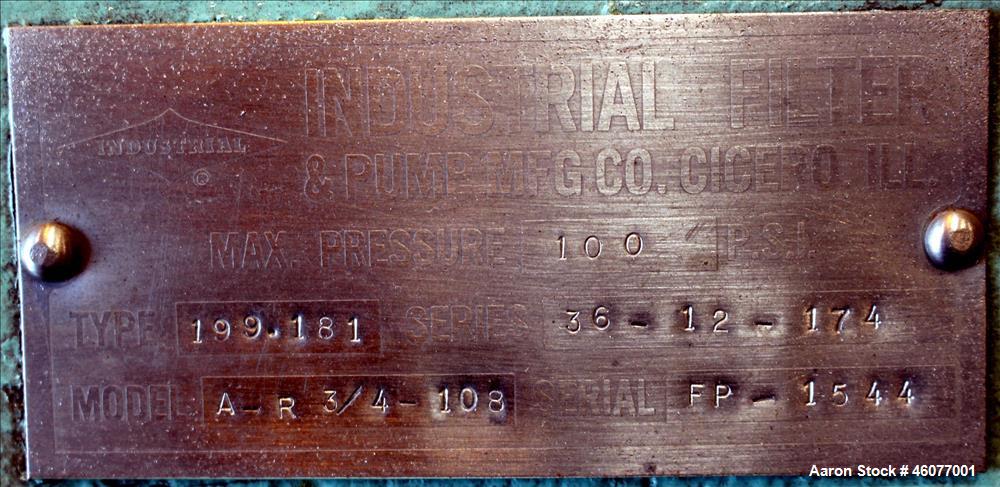 INDUSTRIAL FILTER
INDUSTRIAL
©
& PUMP MFG. CO. CICERO ILL.
MAX. PRESSURE 100 P.S.I.
TYPE 199.181 SERIES 36-12-174
MODEL A-R 3/4-108 SERIAL FP-1544
Aaron Stock # 46077001